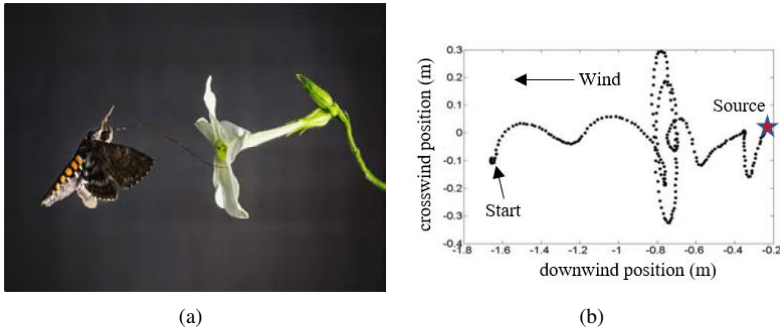 0.3
0.2
0.1
0
-0.1
-0.2
-0.3
-0.4
-1.8
-1.6
-1.4
-1.2
-1
-0.8
-0.6
-0.4
-0.2
crosswind position (m)
downwind position (m)
Wind
Source
Start
(a)
(b)